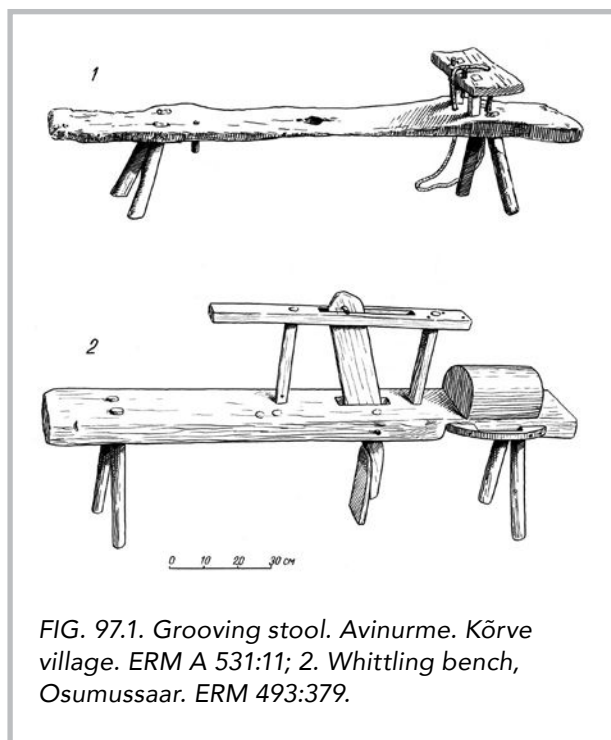 1
2
0 10 20 30 см
FIG. 97.1. Grooving stool. Avinurme. Kõrve
village. ERM A 531:11; 2. Whittling bench,
Osumussaar. ERM 493:379.